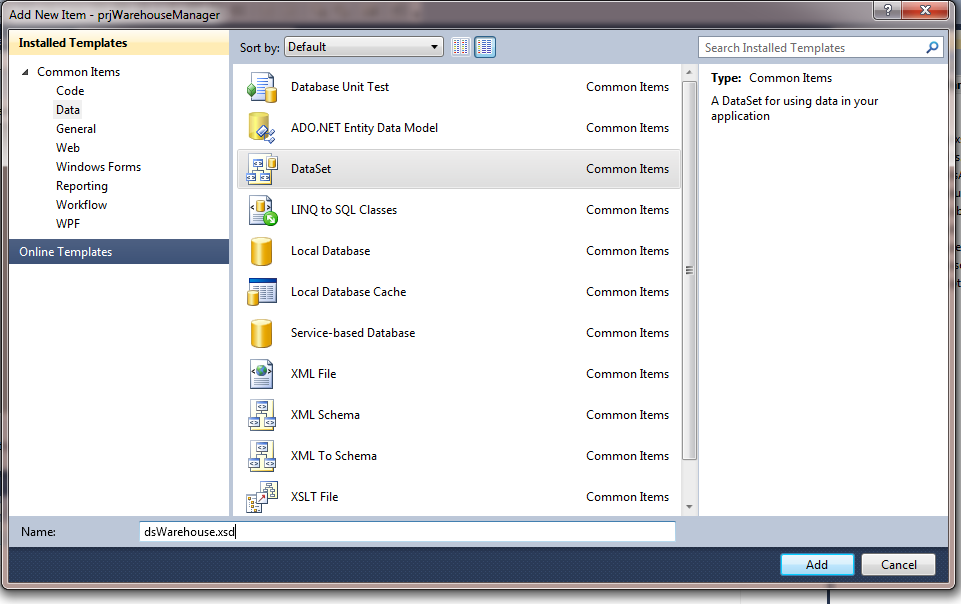 Add New Item - prjWarehouseManager
Installed Templates
Common Items
Code
Data
General
Web
Windows Forms
Reporting
Workflow
WPF
Online Templates
Sort by: Default
Search Installed Templates
Database Unit Test Common Items
ADO.NET Entity Data Model Common Items
DataSet Common Items
LINQ to SQL Classes Common Items
Local Database Common Items
Local Database Cache Common Items
Service-based Database Common Items
XML File Common Items
XML Schema Common Items
XML To Schema Common Items
XSLT File Common Items
Type: Common Items
A DataSet for using data in your
application
Name: dsWarehouse.xsd
Add
Cancel